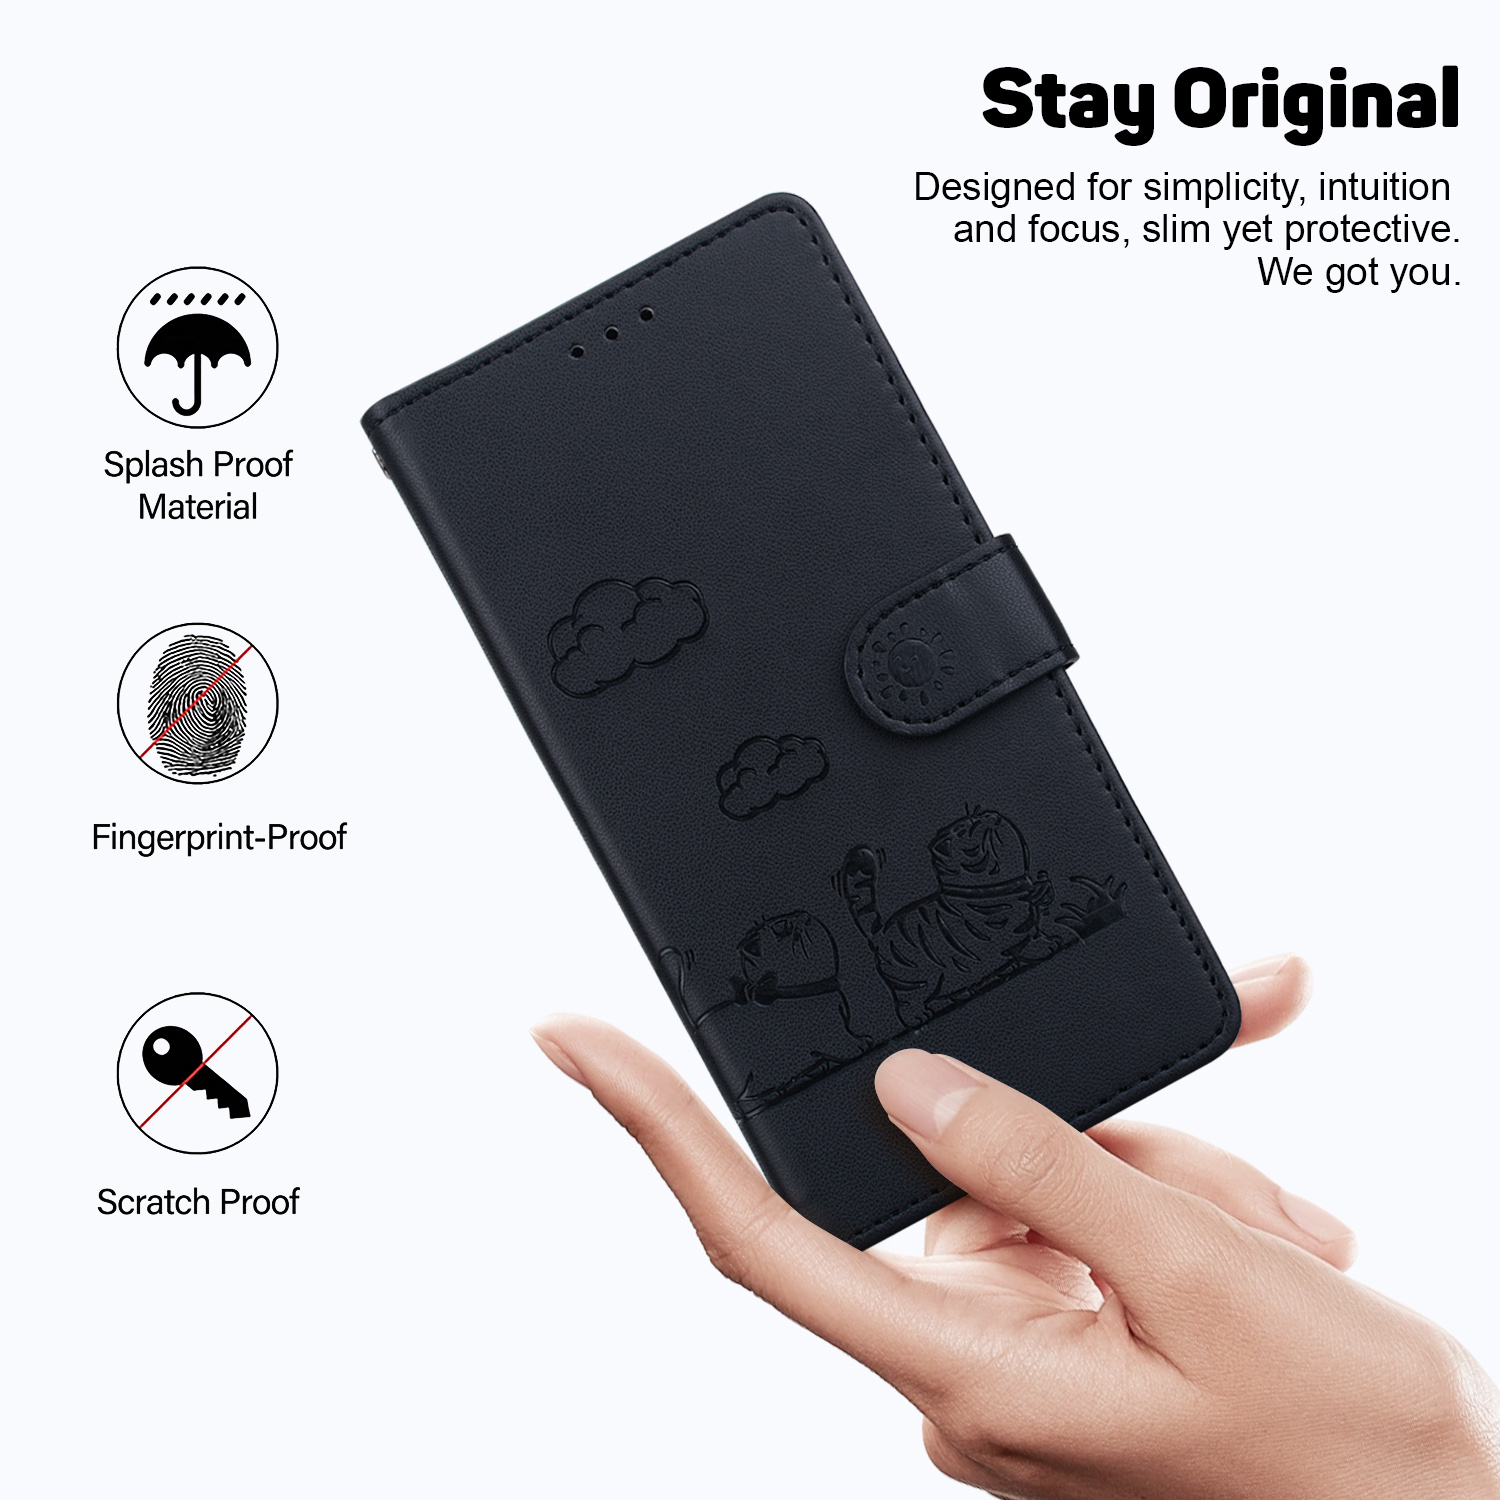 Stay Original
Designed for simplicity, intuition
and focus, slim yet protective.
We got you.
Splash Proof
Material
Fingerprint-Proof
Scratch Proof